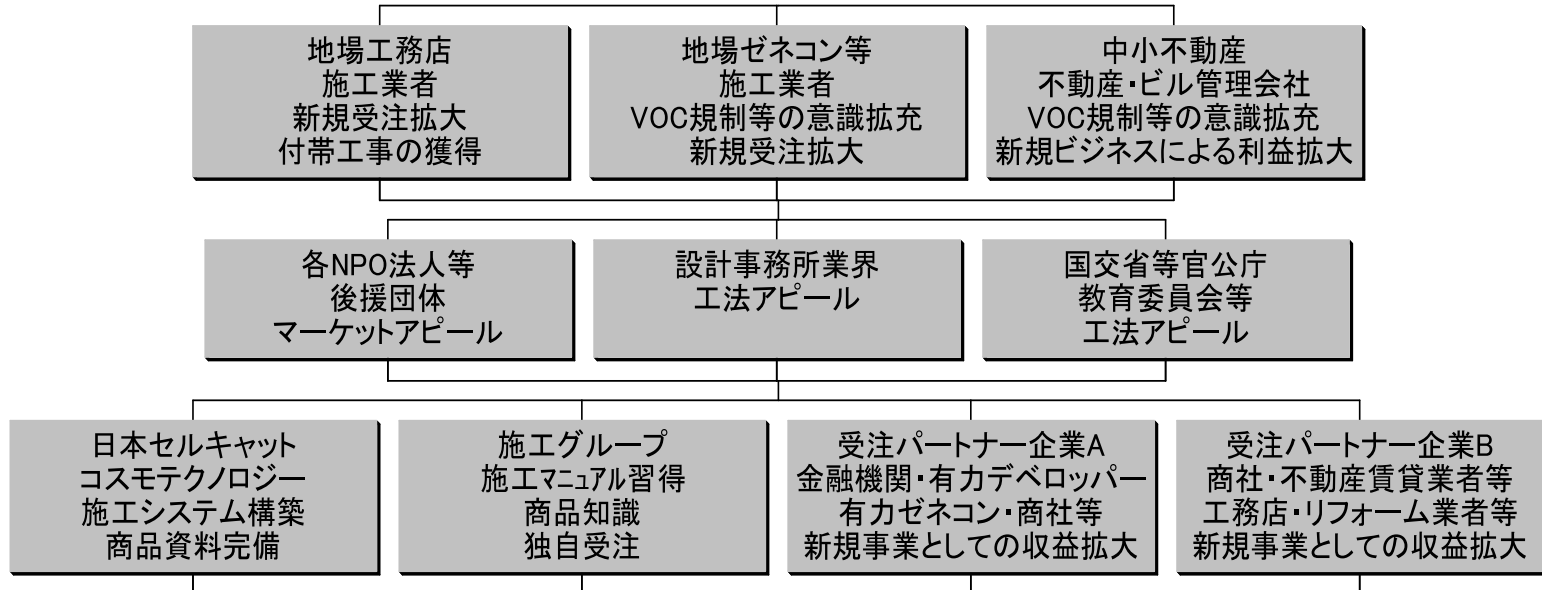 地場工務店
施工業者
新規受注拡大
付帯工事の獲得
地場ゼネコン等
施工業者
VOC規制等の意識拡充
新規受注拡大
中小不動産
不動産・ビル管理会社
VOC規制等の意識拡充
新規ビジネスによる利益拡大
各NPO法人等
後援団体
マーケットアピール
設計事務所業界
工法アピール
国交省等官公庁
教育委員会等
工法アピール
日本セルキャット
コスモテクノロジー
施工システム構築
商品資料完備
施工グループ
施工ﾏﾆｭｱﾙ習得
商品知識
独自受注
受注パートナー企業A
金融機関・有力デベロッパー
有力ゼネコン・商社等
新規事業としての収益拡大
受注パートナー企業B
商社・不動産賃貸業者等
工務店・リフォーム業者等
新規事業としての収益拡大